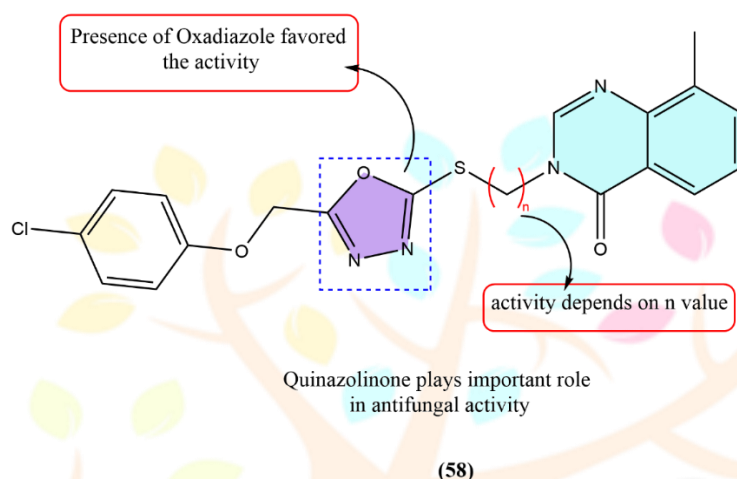 Presence of Oxadiazole favored
the activity
N
S
N
n
O
O
Cl
O
N
N
activity depends on n value
Quinazolinone plays important role
in antifungal activity
(58)